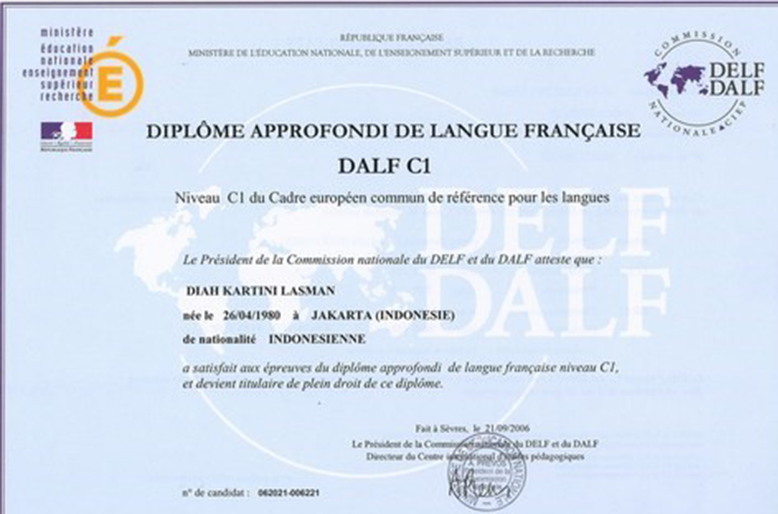 ministère
éducation
nationale
enseignement
supérieur
recherche
RÉPUBLIQUE FRANÇAISE
MINISTÈRE DE L'ÉDUCATION NATIONALE, DE L'ENSEIGNEMENT SUPÉRIEUR ET DE LA RECHERCHE
COMMISSION
DELF
DALF
NATIONALE CIEP
RÉPUBLIQUE FRANÇAISE
DIPLÔME APPROFONDI DE LANGUE FRANÇAISE
DALF C1
Niveau C1 du Cadre européen commun de référence pour les langues
DELF
DALF
Le Président de la Commission nationale du DELF et du DALF atteste que :
DIAH KARTINI LASMAN
née le 26/04/1980 à JAKARTA (INDONESIE)
de nationalité INDONESIENNE
a satisfait aux épreuves du diplôme approfondi de langue française niveau C1,
et devient titulaire de plein droit de ce diplôme.
Fait à Sèvres, le 21/09/2006
Le Président de la Commission nationale du DELF et du DALF
Directeur du Centre international d'études pédagogiques
n° de candidat : 062021-006221